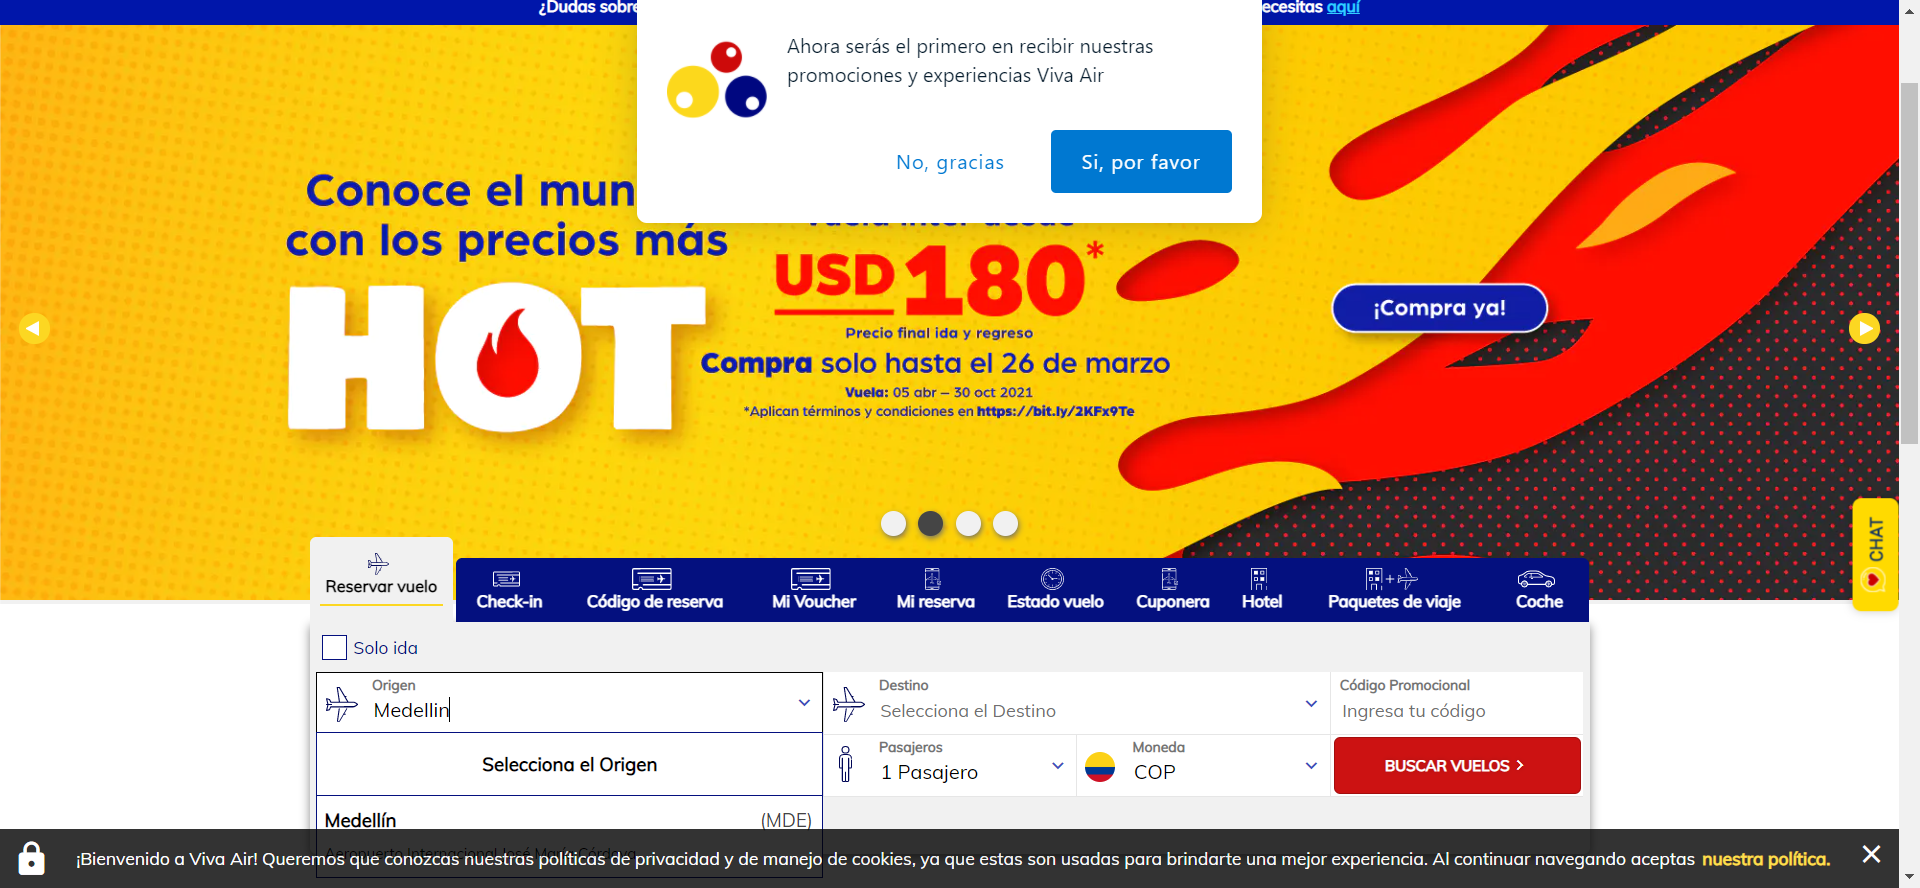 ¿Dudas sobre
ecesitas aquí
Ahora serás el primero en recibir nuestras
promociones y experiencias Viva Air
No, gracias
Si, por favor
Conoce el mun
con los precios más
HOT
USD 180*
Precio final ida y regreso
Compra solo hasta el 26 de marzo
Vuela: 05 abr – 30 oct 2021
*Aplican términos y condiciones en https://bit.ly/2KFx9Te
¡Compra ya!
CHAT
Reservar vuelo
Check-in
Código de reserva
Mi Voucher
Mi reserva
Estado vuelo
Cuponera
Hotel
Paquetes de viaje
Coche
Solo ida
Origen
Medellin
Destino
Selecciona el Destino
Código Promocional
Ingresa tu código
Selecciona el Origen
Pasajeros
1 Pasajero
Moneda
COP
BUSCAR VUELOS
Medellín (MDE)
Aeropuerto Internacional José María Córdova
¡Bienvenido a Viva Air! Queremos que conozcas nuestras políticas de privacidad y de manejo de cookies, ya que estas son usadas para brindarte una mejor experiencia. Al continuar navegando aceptas nuestra política.